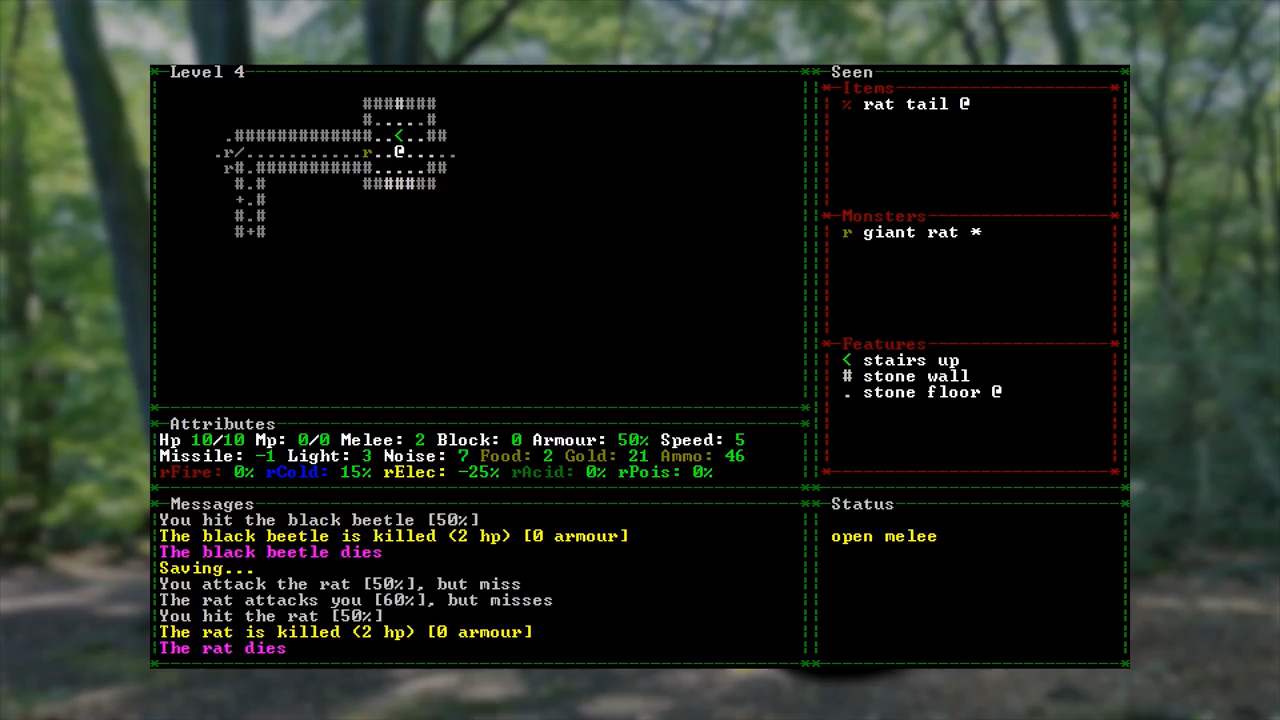 Level 4
#######
#.....#
.#############..<..##
.r/...........r..@.....
r#.###########.....##
#.#  #######
+.#
#.#
#+#
Attributes
Hp 10/10 Mp: 0/0 Melee: 2 Block: 0 Armour: 50% Speed: 5
Missile: -1 Light: 3 Noise: 7 Food: 2 Gold: 21 Ammo: 46
rFire: 0% rCold: 15% rElec: -25% rAcid: 0% rPois: 0%
Messages
You hit the black beetle [50%]
The black beetle is killed (2 hp) [0 armour]
The black beetle dies
Saving...
You attack the rat [50%], but miss
The rat attacks you [60%], but misses
You hit the rat [50%]
The rat is killed (2 hp) [0 armour]
The rat dies
Seen
Items
% rat tail @
Monsters
r giant rat *
Features
< stairs up
# stone wall
. stone floor @
Status
open melee